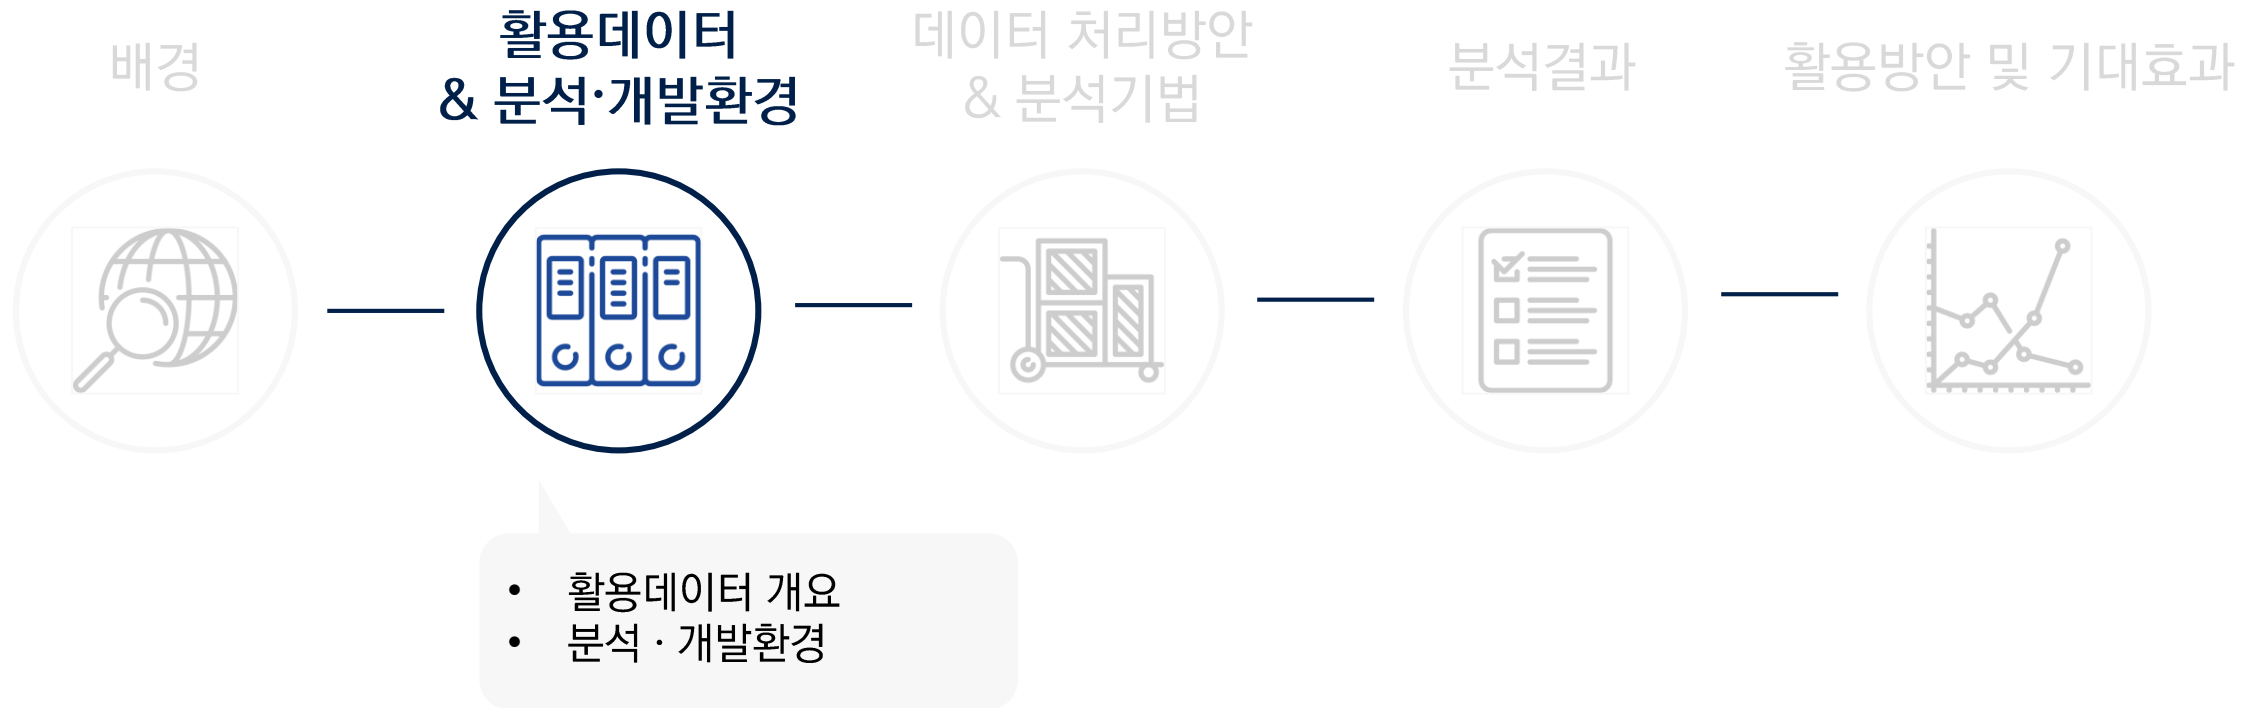 배경
활용데이터
& 분석·개발환경
데이터 처리방안
& 분석기법
분석결과
활용방안 및 기대효과
• 활용데이터 개요
• 분석 · 개발환경